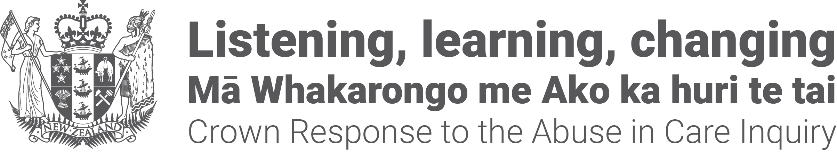 Listening, learning, changing
Mā Whakarongo me Ako ka huri te tai
Crown Response to the Abuse in Care Inquiry
NEW ZEALAND